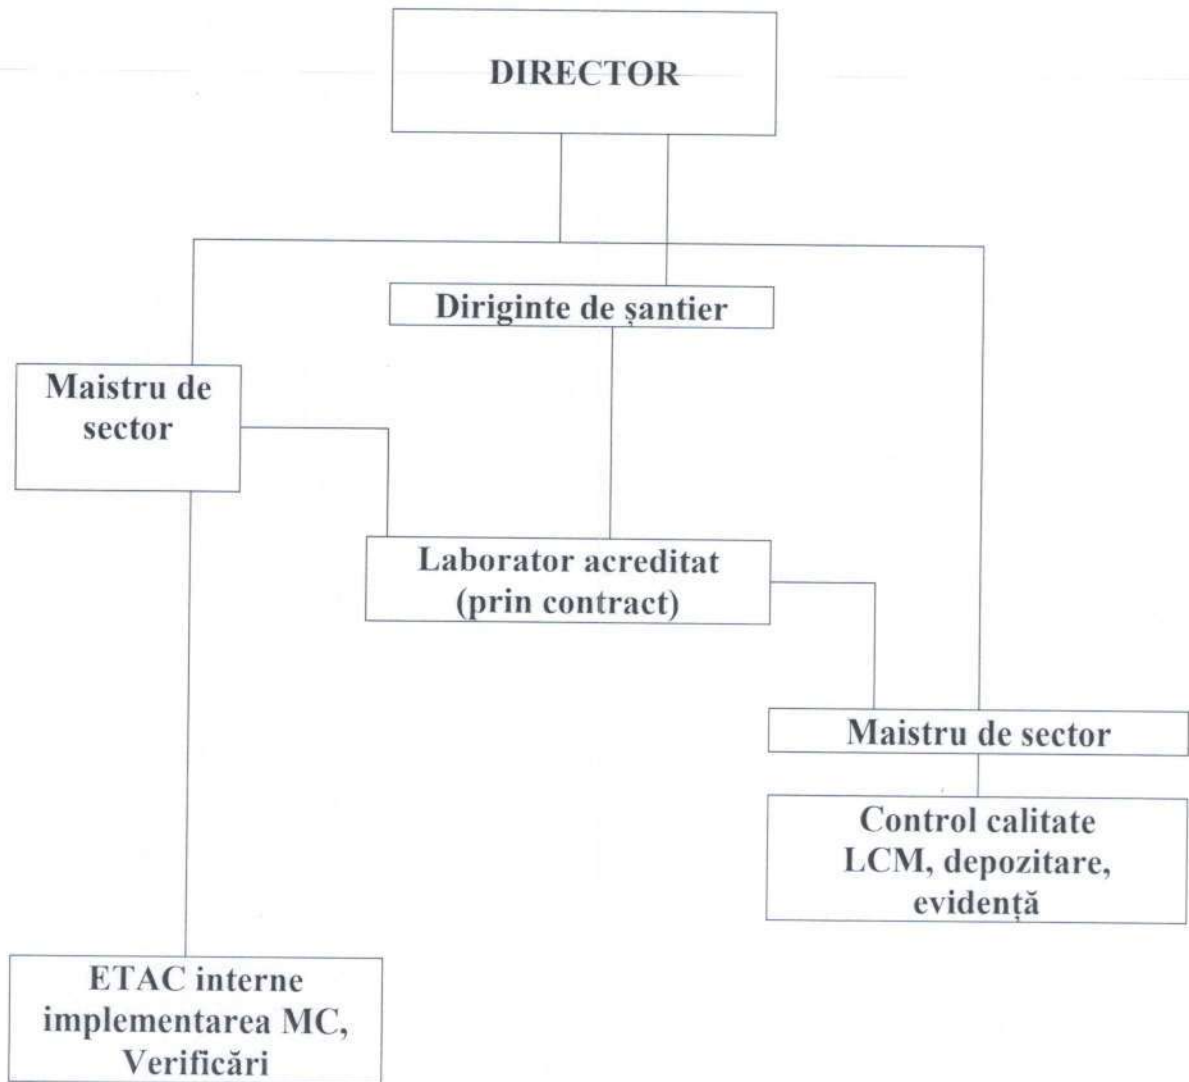 DIRECTOR
Diriginte de șantier
Maistru de
sector
Laborator acreditat
(prin contract)
Maistru de sector
Control calitate
LCM, depozitare,
evidență
ETAC interne
implementarea MC,
Verificări